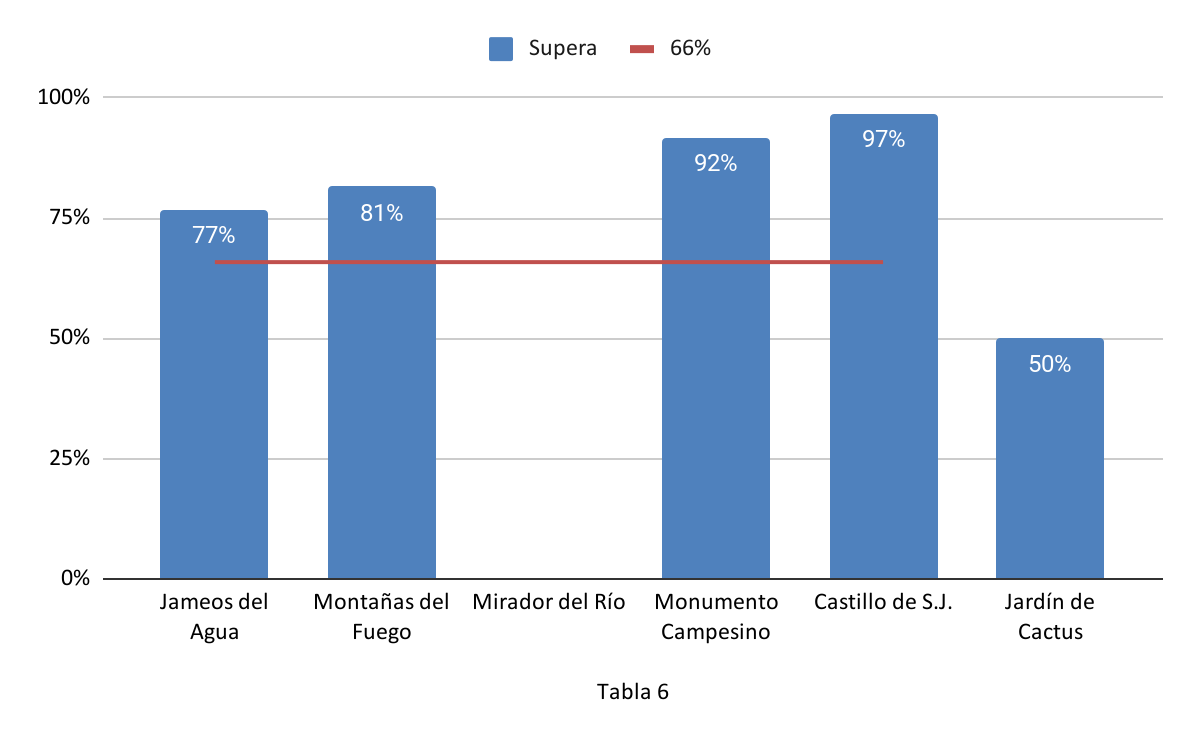 Supera 66%
100%
75%
50%
25%
0%
77%
81%
92%
97%
50%
Jameos del Agua
Montañas del Fuego
Mirador del Río
Monumento Campesino
Castillo de S.J.
Jardín de Cactus
Tabla 6